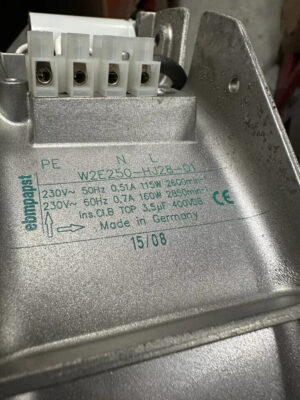 PE N L
W2E250-HJ28-01
ebmpapst
230V~ 50Hz 0,51A 115W 2600min⁻¹
230V~ 60Hz 0,7A 160W 2850min⁻¹
Ins.Cl.B TOP 3,5µF 400VDB
Made in Germany
CE
15/08